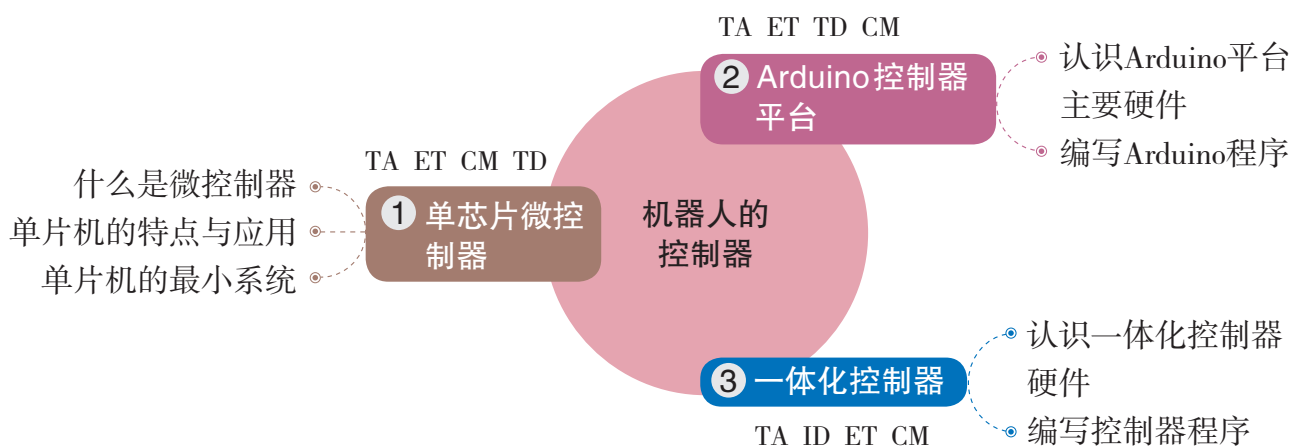 机器人的
控制器
TA ET CM TD
1 单芯片微控
制器
什么是微控制器
单片机的特点与应用
单片机的最小系统
TA ET TD CM
2 Arduino控制器
平台
认识Arduino平台
主要硬件
编写Arduino程序
3 一体化控制器
TA ID ET CM
认识一体化控制器
硬件
编写控制器程序